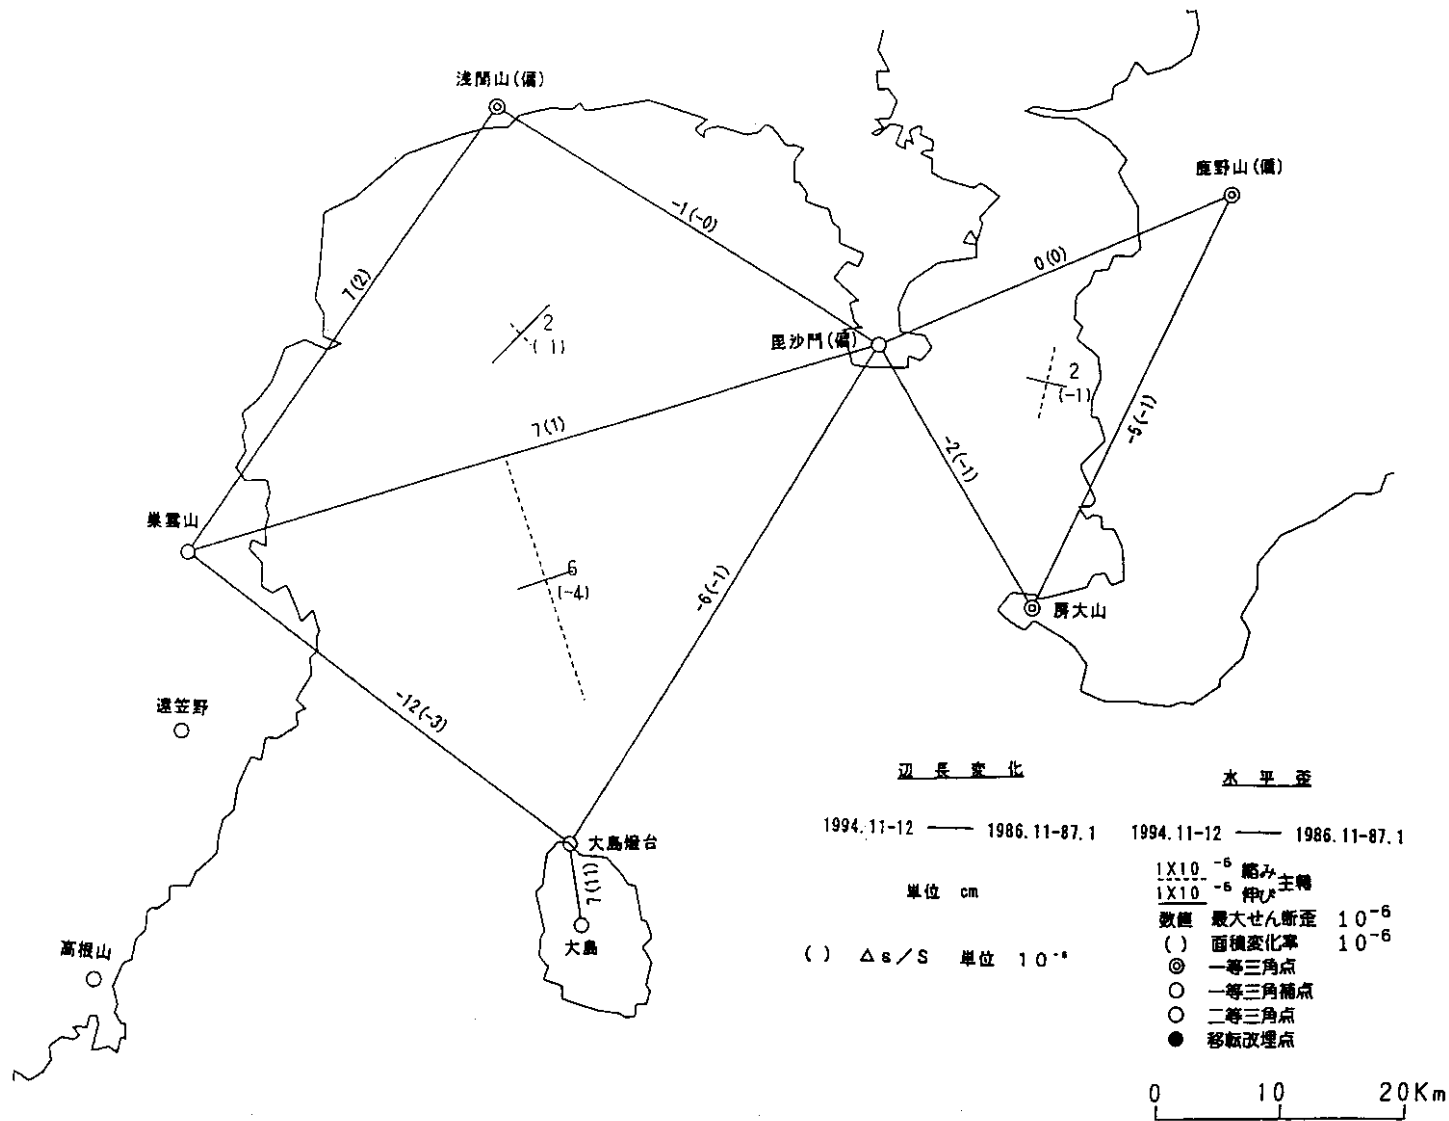 浅間山(偏)
鹿野山(偏)
-1(-0)
0(0)
7(2)
2
(1)
毘沙門(偏)
2
(-1)
7(1)
-2(-1)
-5(-1)
巣雲山
6
(-4)
-6(-1)
房大山
遠笠野
-12(-3)
辺長変化
水平歪
1994.11-12 —— 1986.11-87.1
1994.11-12 —— 1986.11-87.1
大島燈台
7(11)
大島
高根山
単位 cm
( ) △s/S 単位 10⁻⁶
1X10⁻⁶ 縮み 主軸
1X10⁻⁶ 伸び
数値 最大せん断歪 10⁻⁶
( ) 面積変化率 10⁻⁶
◎ 一等三角点
○ 一等三角補点
○ 二等三角点
● 移転改埋点
0 10 20Km